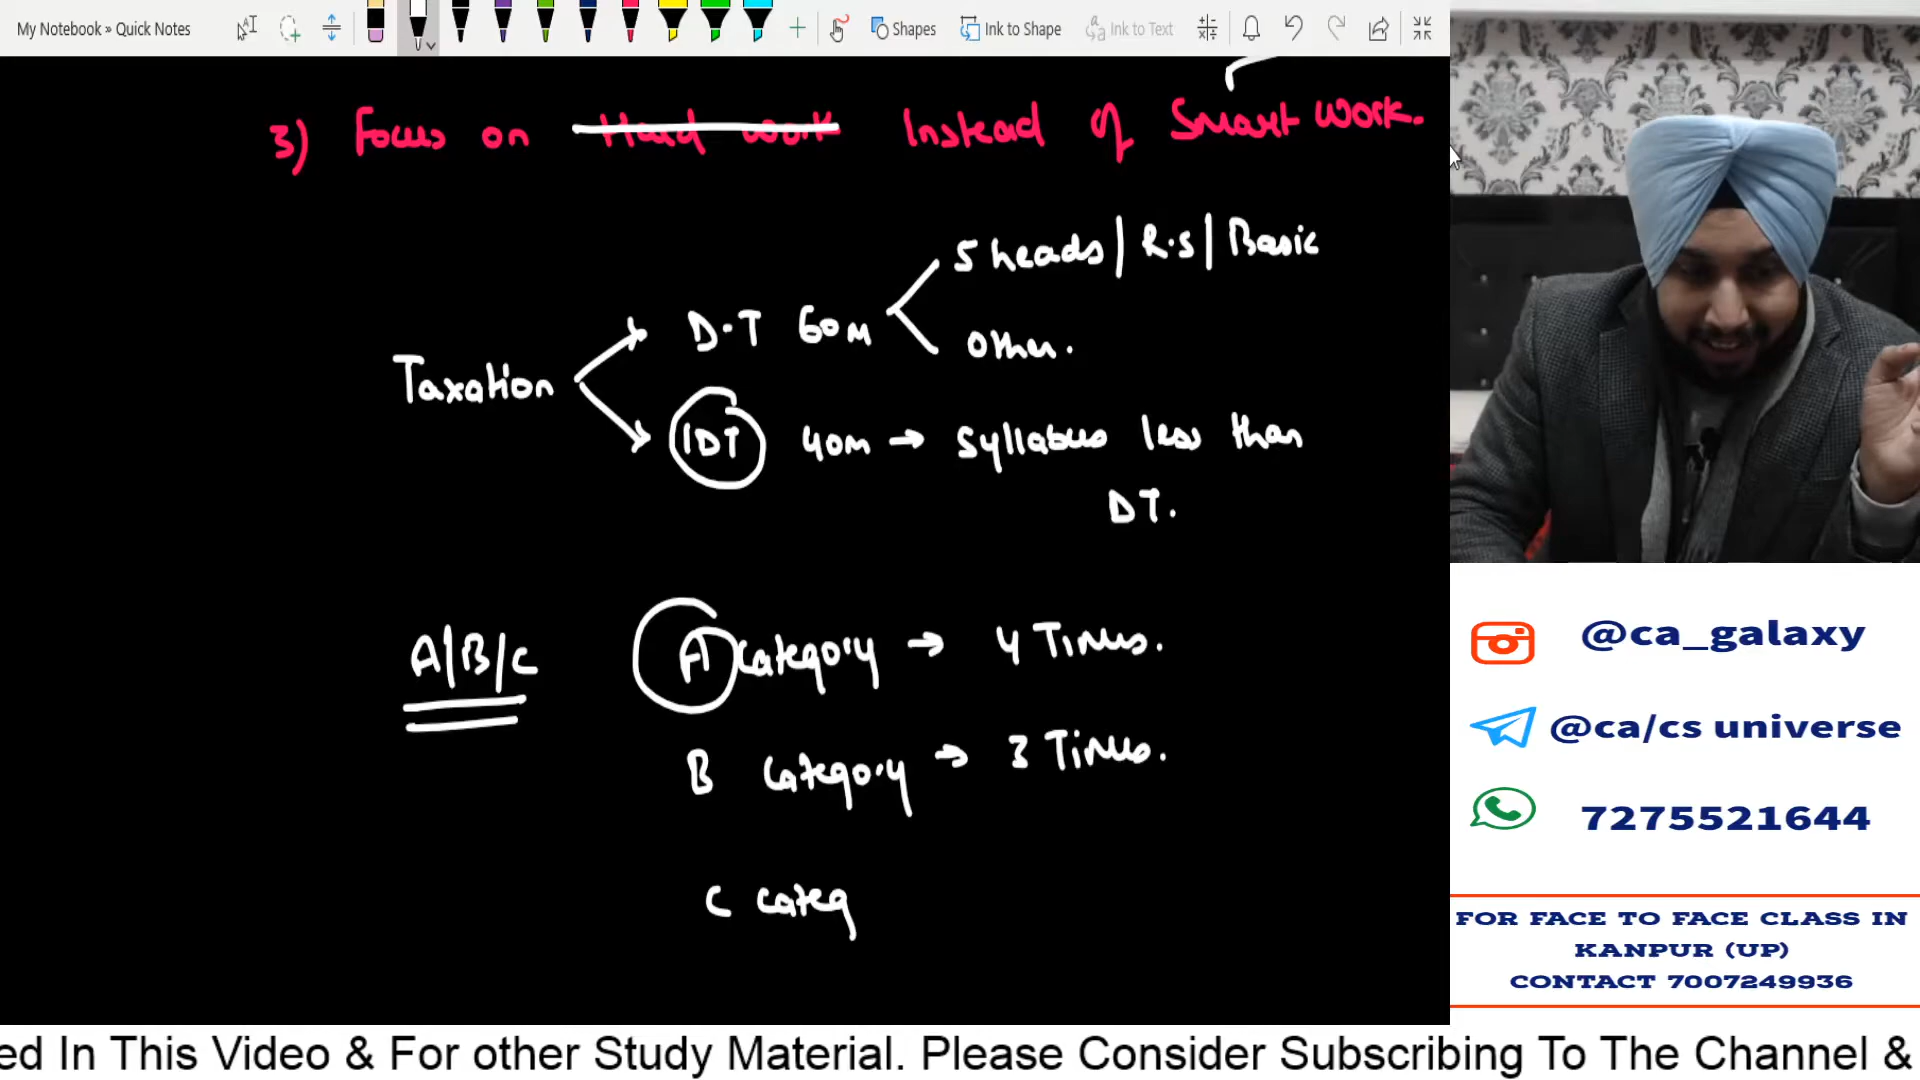 My Notebook » Quick Notes
Shapes
Ink to Shape
Ink to Text
3) Focus on Hard work Instead of Smart work.
5 heads | R.S | Basic
D.T 60M
Other.
Taxation
IDT 40M → Syllabus less than
DT.
A/B/C
A Category → 4 Times.
B Category → 3 Times.
C categ
@ca_galaxy
@ca/cs universe
7275521644
FOR FACE TO FACE CLASS IN
KANPUR (UP)
CONTACT 7007249936
ed In This Video & For other Study Material. Please Consider Subscribing To The Channel &